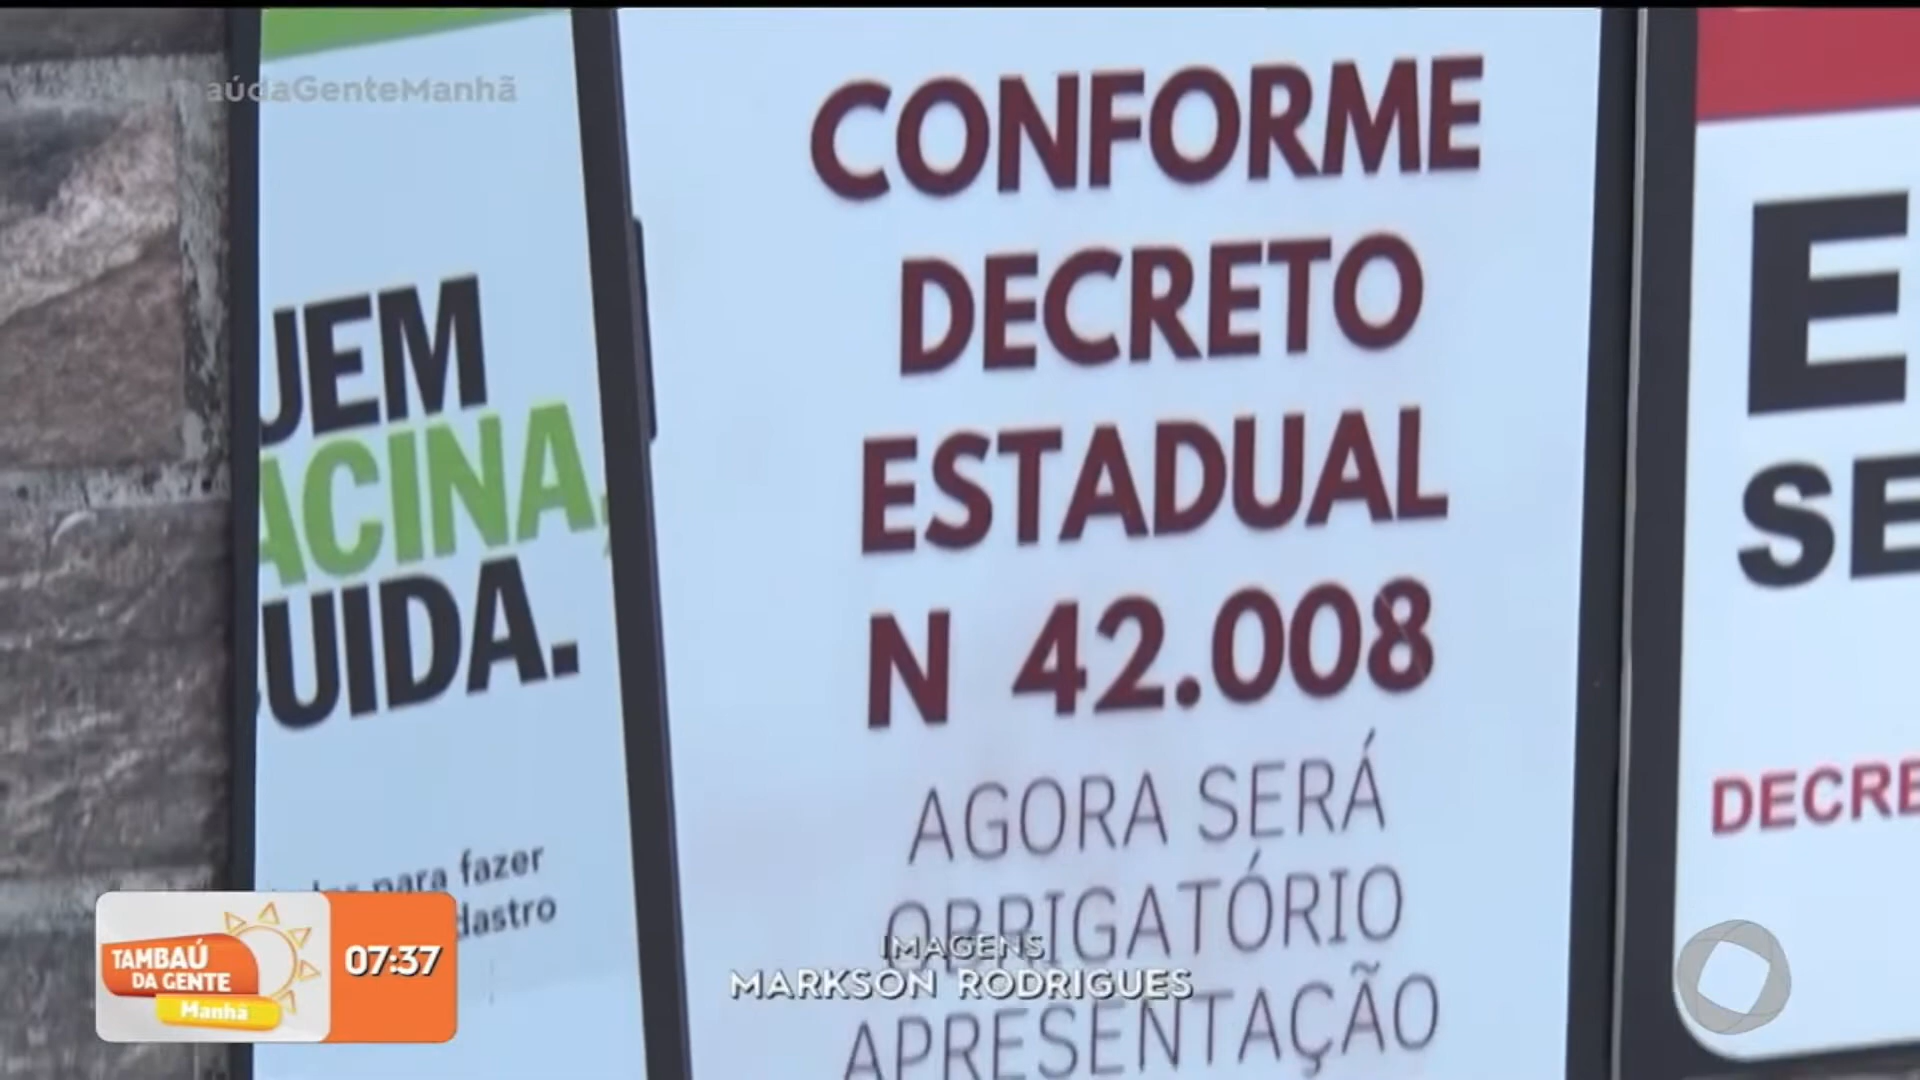 aúdaGenteManhã
UEM
ACINA,
UIDA.
para fazer
dastro
CONFORME
DECRETO
ESTADUAL
N 42.008
AGORA SERÁ
OBRIGATÓRIO
APRESENTAÇÃO
E
SE
DECRE
IMAGENS
MARKSON RODRIGUES
TAMBAÚ
DA GENTE
Manhã
07:37